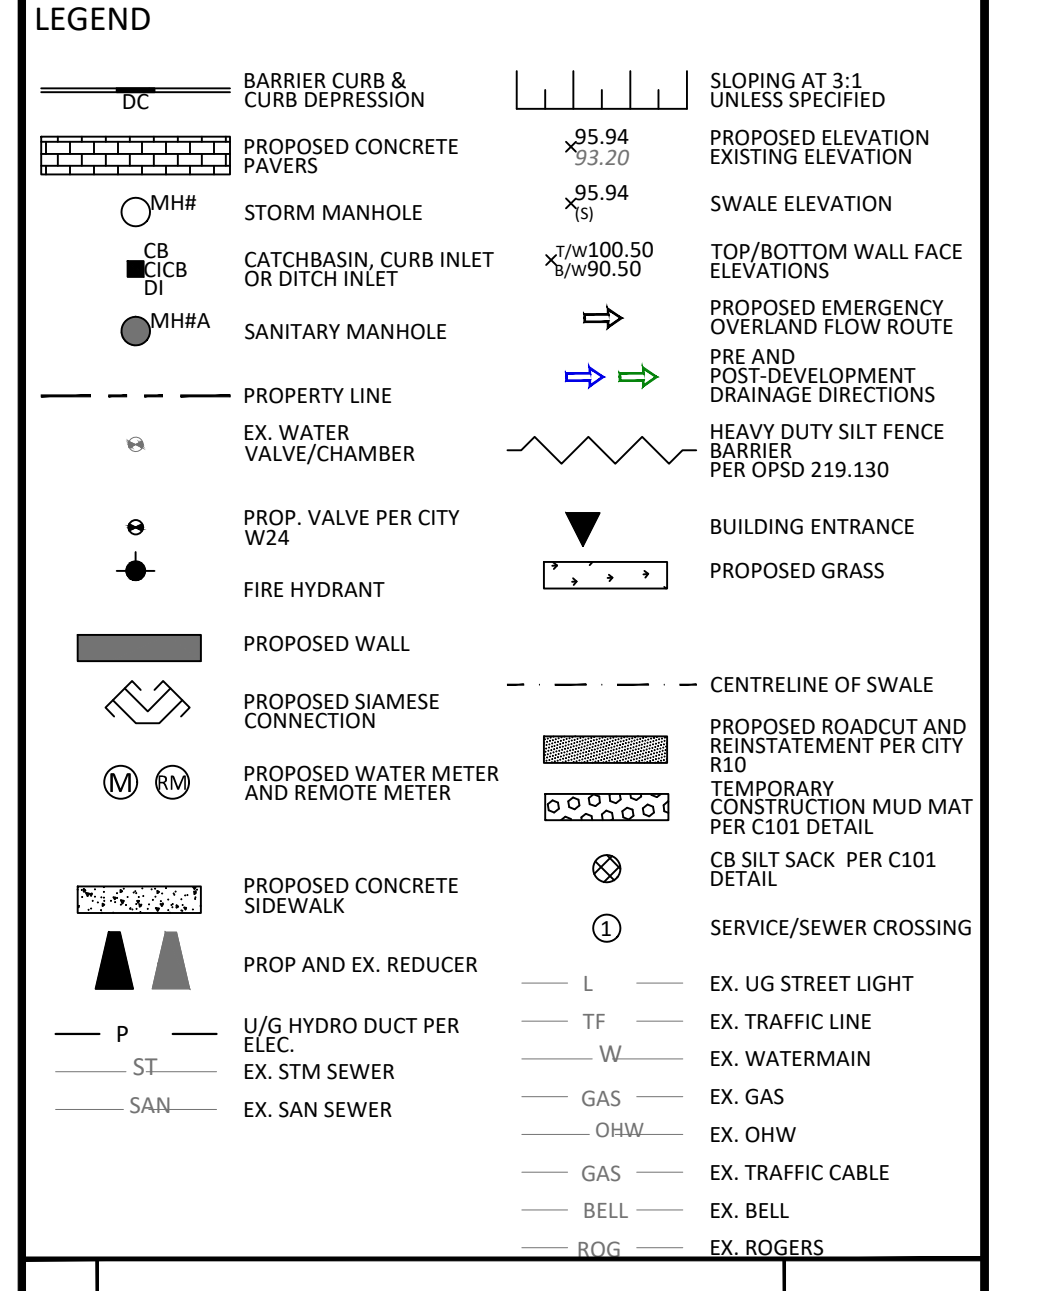 LEGEND
DC
BARRIER CURB &
CURB DEPRESSION
PROPOSED CONCRETE
PAVERS
MH#
STORM MANHOLE
CB
CICB
DI
CATCHBASIN, CURB INLET
OR DITCH INLET
MH#A
SANITARY MANHOLE
PROPERTY LINE
EX. WATER
VALVE/CHAMBER
PROP. VALVE PER CITY
W24
FIRE HYDRANT
PROPOSED WALL
PROPOSED SIAMESE
CONNECTION
M RM
PROPOSED WATER METER
AND REMOTE METER
PROPOSED CONCRETE
SIDEWALK
PROP AND EX. REDUCER
P
U/G HYDRO DUCT PER
ELEC.
ST
EX. STM SEWER
SAN
EX. SAN SEWER
SLOPING AT 3:1
UNLESS SPECIFIED
95.94
93.20
PROPOSED ELEVATION
EXISTING ELEVATION
95.94
(S)
SWALE ELEVATION
T/W100.50
B/W90.50
TOP/BOTTOM WALL FACE
ELEVATIONS
PROPOSED EMERGENCY
OVERLAND FLOW ROUTE
PRE AND
POST-DEVELOPMENT
DRAINAGE DIRECTIONS
HEAVY DUTY SILT FENCE
BARRIER
PER OPSD 219.130
BUILDING ENTRANCE
PROPOSED GRASS
CENTRELINE OF SWALE
PROPOSED ROADCUT AND
REINSTATEMENT PER CITY
R10
TEMPORARY
CONSTRUCTION MUD MAT
PER C101 DETAIL
CB SILT SACK PER C101
DETAIL
1
SERVICE/SEWER CROSSING
L
EX. UG STREET LIGHT
TF
EX. TRAFFIC LINE
W
EX. WATERMAIN
GAS
EX. GAS
OHW
EX. OHW
GAS
EX. TRAFFIC CABLE
BELL
EX. BELL
ROG
EX. ROGERS